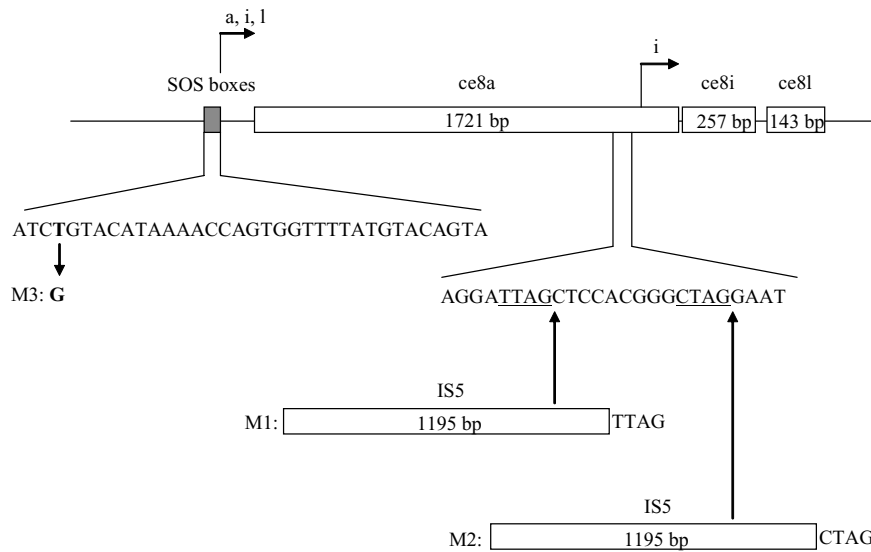 a, i, l
i
SOS boxes
ce8a
ce8i
ce8l
1721 bp
257 bp
143 bp
ATCTGTACATAAAACCAGTGGTTTTATGTACAGTA
M3: G
AGGATTAGCTCCACGGGCTAGGAAT
IS5
M1:
1195 bp
TTAG
IS5
M2:
1195 bp
CTAG